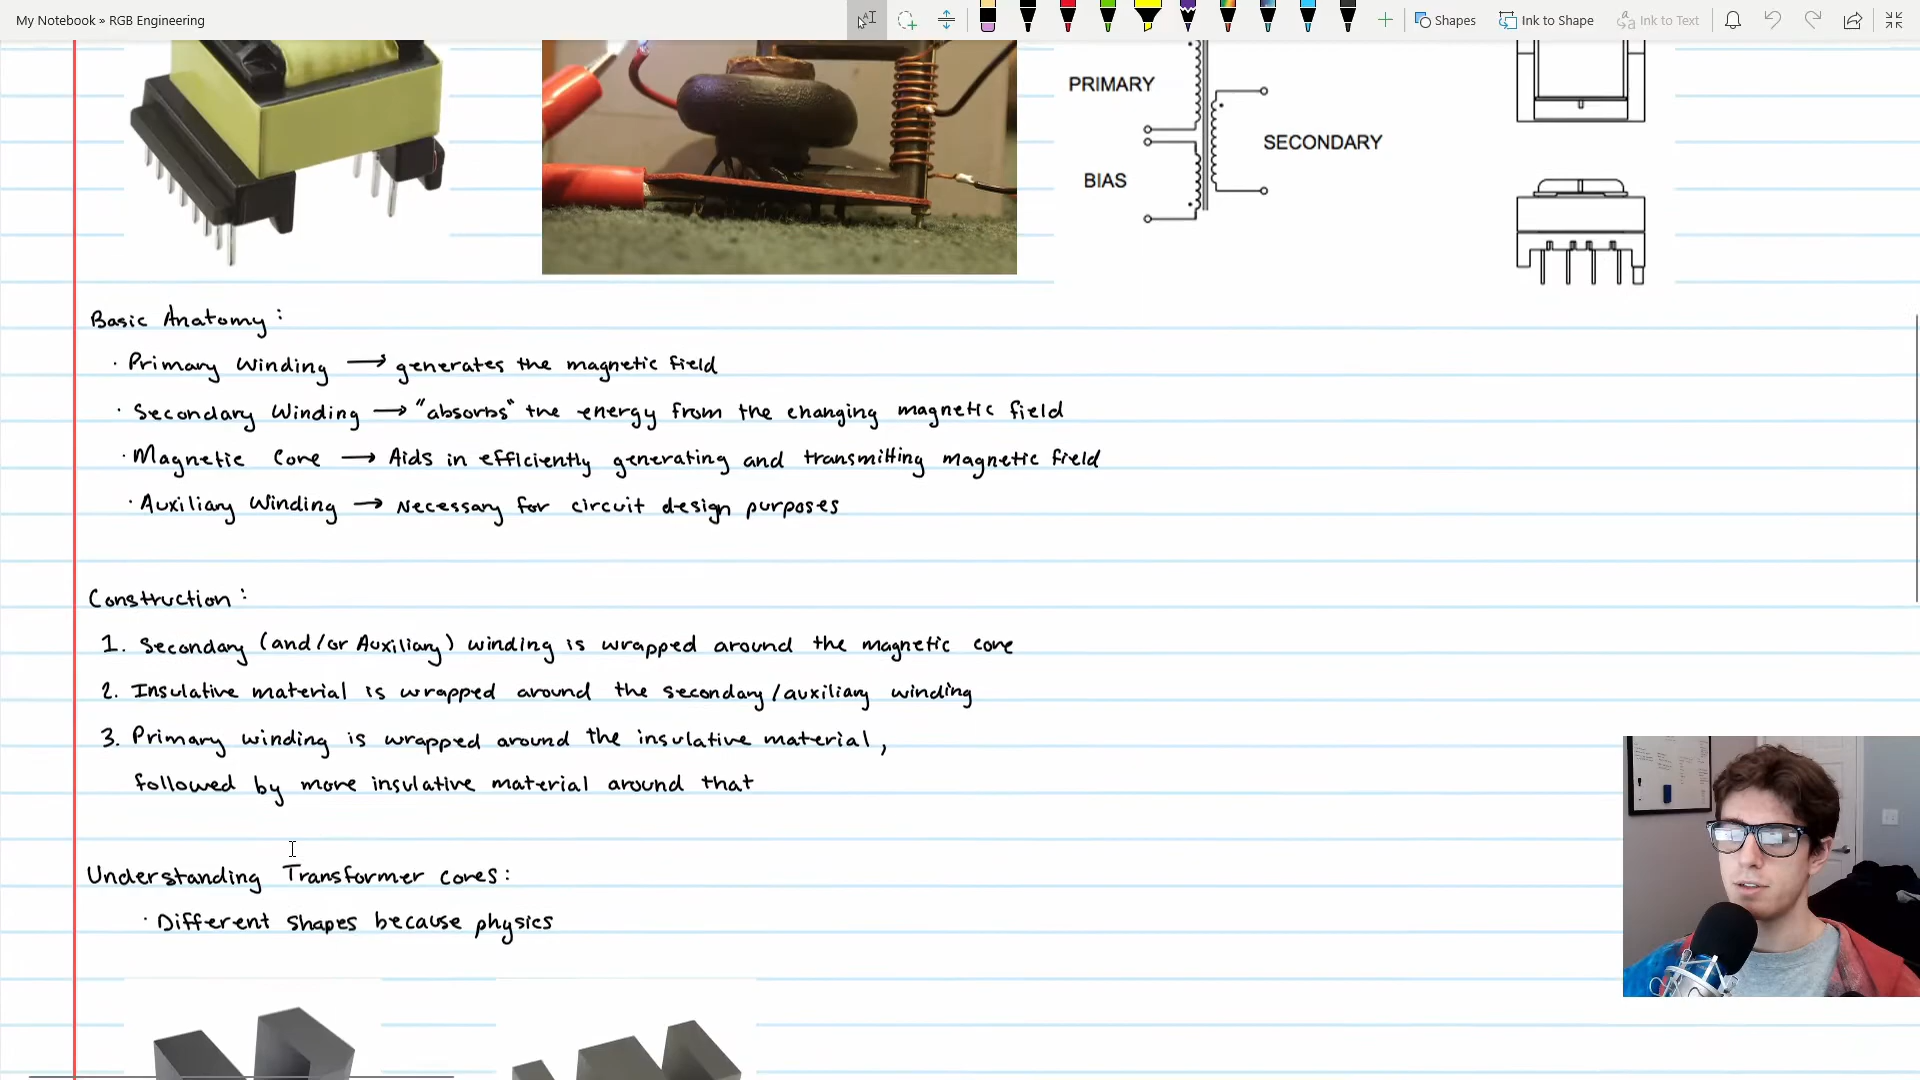 My Notebook » RGB Engineering
Shapes
Ink to Shape
Ink to Text
PRIMARY
SECONDARY
BIAS
Basic Anatomy:
· Primary Winding → generates the magnetic field
· Secondary Winding → "absorbs" the energy from the changing magnetic field
· Magnetic Core → Aids in efficiently generating and transmitting magnetic field
· Auxiliary Winding → Necessary for circuit design purposes
Construction:
1. Secondary (and/or Auxiliary) winding is wrapped around the magnetic core
2. Insulative material is wrapped around the secondary/auxiliary winding
3. Primary winding is wrapped around the insulative material,
followed by more insulative material around that
Understanding Transformer Cores:
· Different shapes because physics